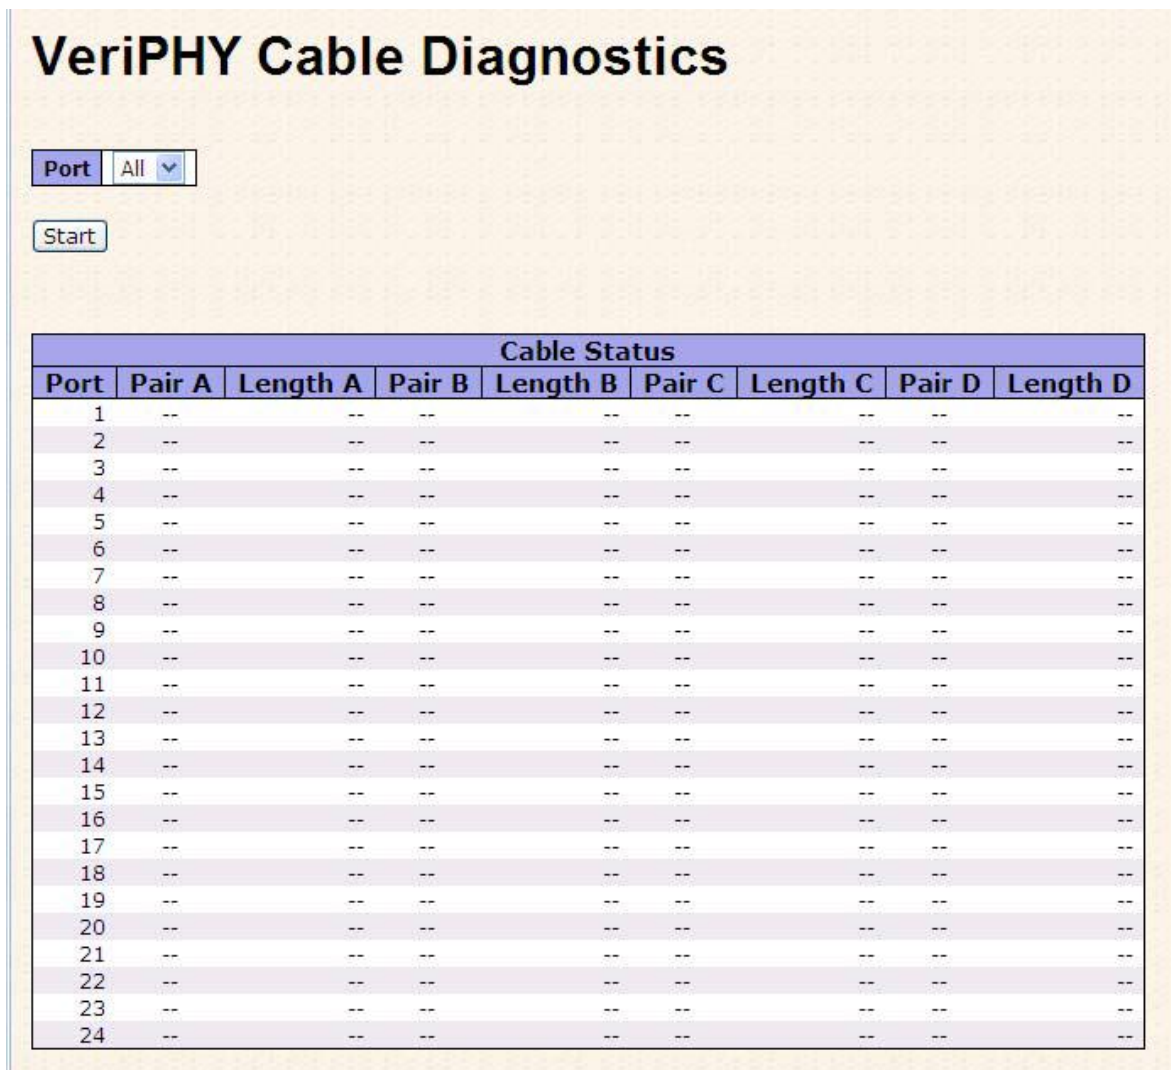 VeriPHY Cable Diagnostics
Port All
Start
Cable Status
Port Pair A Length A Pair B Length B Pair C Length C Pair D Length D
1 -- -- -- -- -- -- -- --
2 -- -- -- -- -- -- -- --
3 -- -- -- -- -- -- -- --
4 -- -- -- -- -- -- -- --
5 -- -- -- -- -- -- -- --
6 -- -- -- -- -- -- -- --
7 -- -- -- -- -- -- -- --
8 -- -- -- -- -- -- -- --
9 -- -- -- -- -- -- -- --
10 -- -- -- -- -- -- -- --
11 -- -- -- -- -- -- -- --
12 -- -- -- -- -- -- -- --
13 -- -- -- -- -- -- -- --
14 -- -- -- -- -- -- -- --
15 -- -- -- -- -- -- -- --
16 -- -- -- -- -- -- -- --
17 -- -- -- -- -- -- -- --
18 -- -- -- -- -- -- -- --
19 -- -- -- -- -- -- -- --
20 -- -- -- -- -- -- -- --
21 -- -- -- -- -- -- -- --
22 -- -- -- -- -- -- -- --
23 -- -- -- -- -- -- -- --
24 -- -- -- -- -- -- -- --